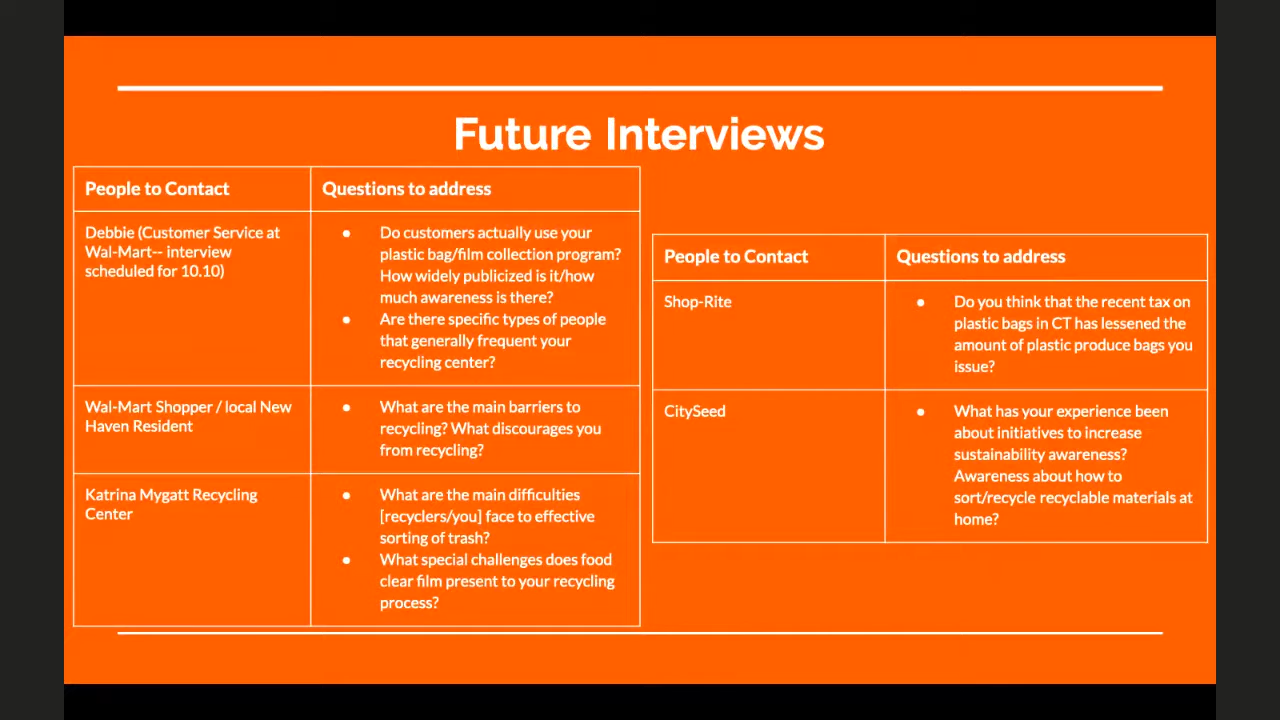 Future Interviews
People to Contact
Questions to address
Debbie (Customer Service at
Wal-Mart-- interview
scheduled for 10.10)
● Do customers actually use your
plastic bag/film collection program?
How widely publicized is it/how
much awareness is there?
● Are there specific types of people
that generally frequent your
recycling center?
Wal-Mart Shopper / local New
Haven Resident
● What are the main barriers to
recycling? What discourages you
from recycling?
Katrina Mygatt Recycling
Center
● What are the main difficulties
[recyclers/you] face to effective
sorting of trash?
● What special challenges does food
clear film present to your recycling
process?
People to Contact
Questions to address
Shop-Rite
● Do you think that the recent tax on
plastic bags in CT has lessened the
amount of plastic produce bags you
issue?
CitySeed
● What has your experience been
about initiatives to increase
sustainability awareness?
Awareness about how to
sort/recycle recyclable materials at
home?